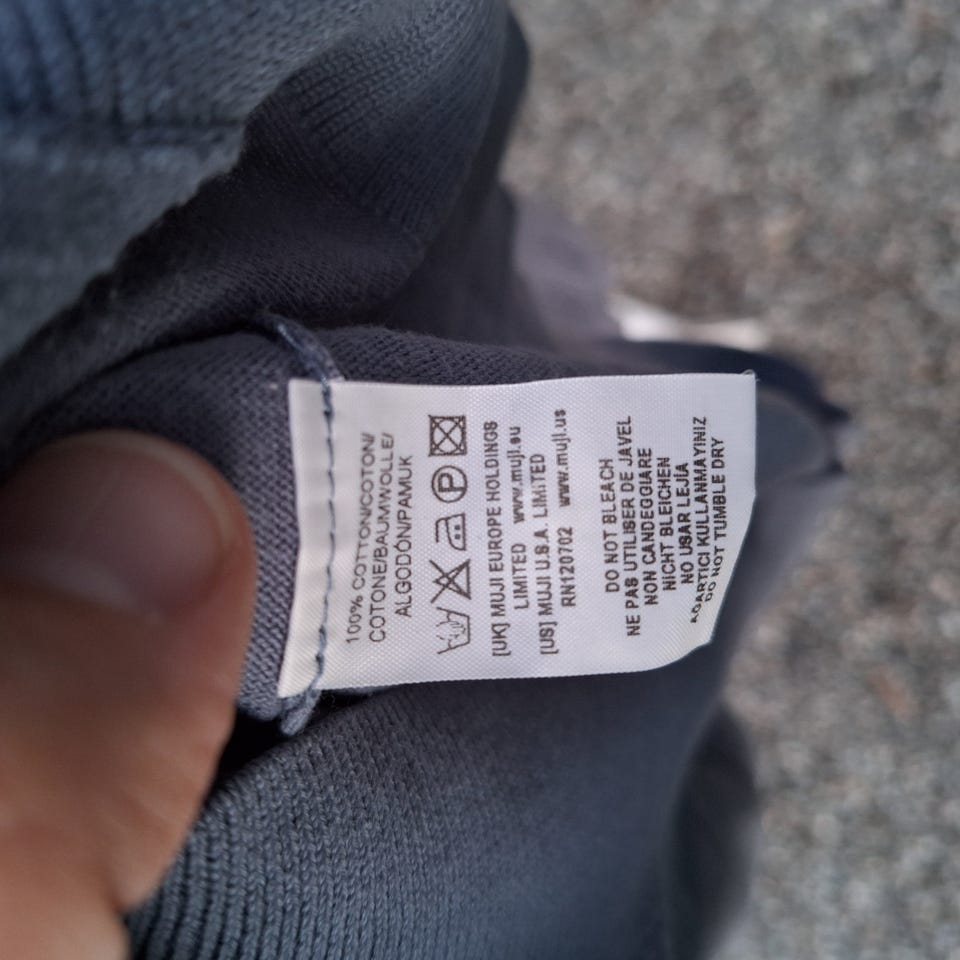 100% COTTON/COTON/
COTONE/BAUMWOLLE/
ALGODÓN/PAMUK
P
[UK] MUJI EUROPE HOLDINGS
LIMITED www.muji.eu
[US] MUJI U.S.A. LIMITED
RN120702 www.muji.us
DO NOT BLEACH
NE PAS UTILISER DE JAVEL
NON CANDEGGIARE
NICHT BLEICHEN
NO USAR LEJÍA
AĞARTICI KULLANMAYINIZ
DO NOT TUMBLE DRY